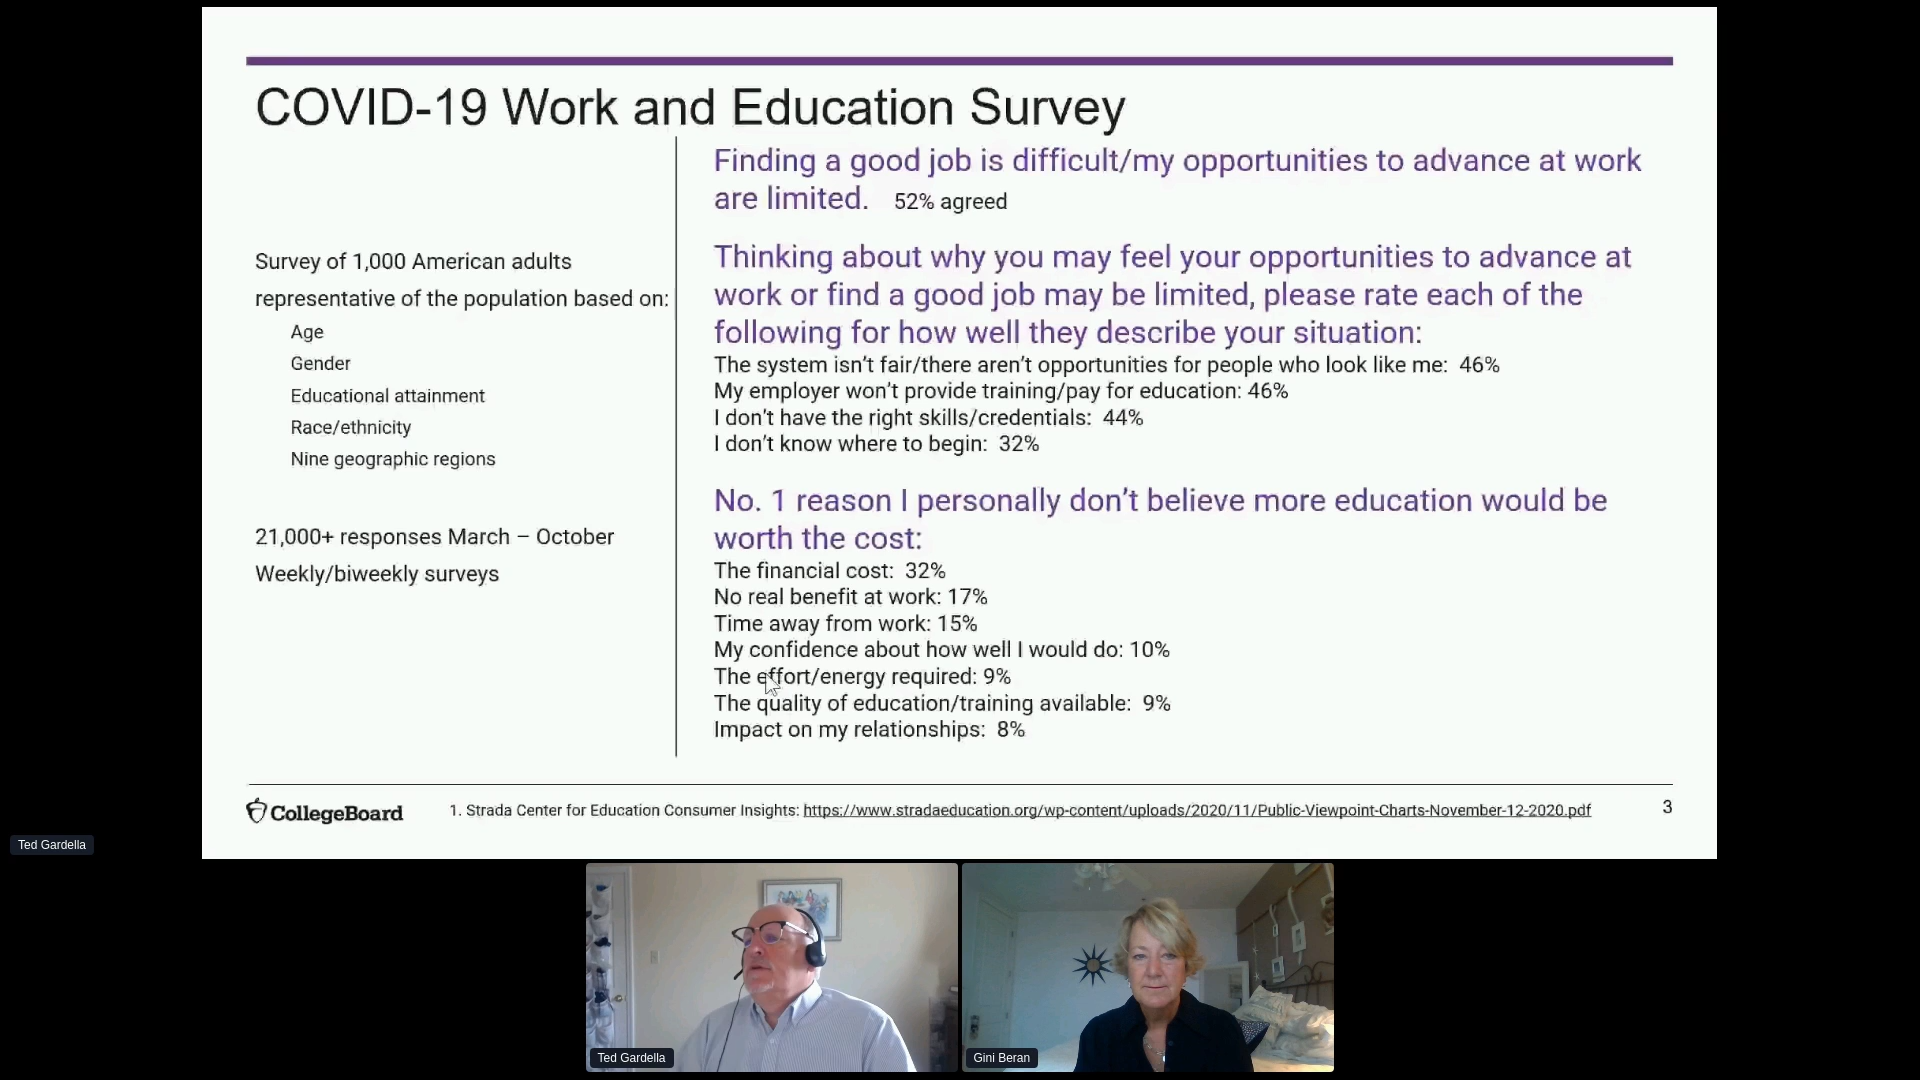 COVID-19 Work and Education Survey
Survey of 1,000 American adults
representative of the population based on:
Age
Gender
Educational attainment
Race/ethnicity
Nine geographic regions
21,000+ responses March – October
Weekly/biweekly surveys
Finding a good job is difficult/my opportunities to advance at work
are limited. 52% agreed
Thinking about why you may feel your opportunities to advance at
work or find a good job may be limited, please rate each of the
following for how well they describe your situation:
The system isn’t fair/there aren’t opportunities for people who look like me: 46%
My employer won’t provide training/pay for education: 46%
I don’t have the right skills/credentials: 44%
I don’t know where to begin: 32%
No. 1 reason I personally don’t believe more education would be
worth the cost:
The financial cost: 32%
No real benefit at work: 17%
Time away from work: 15%
My confidence about how well I would do: 10%
The effort/energy required: 9%
The quality of education/training available: 9%
Impact on my relationships: 8%
CollegeBoard
1. Strada Center for Education Consumer Insights: https://www.stradaeducation.org/wp-content/uploads/2020/11/Public-Viewpoint-Charts-November-12-2020.pdf
3
Ted Gardella
Ted Gardella
Gini Beran